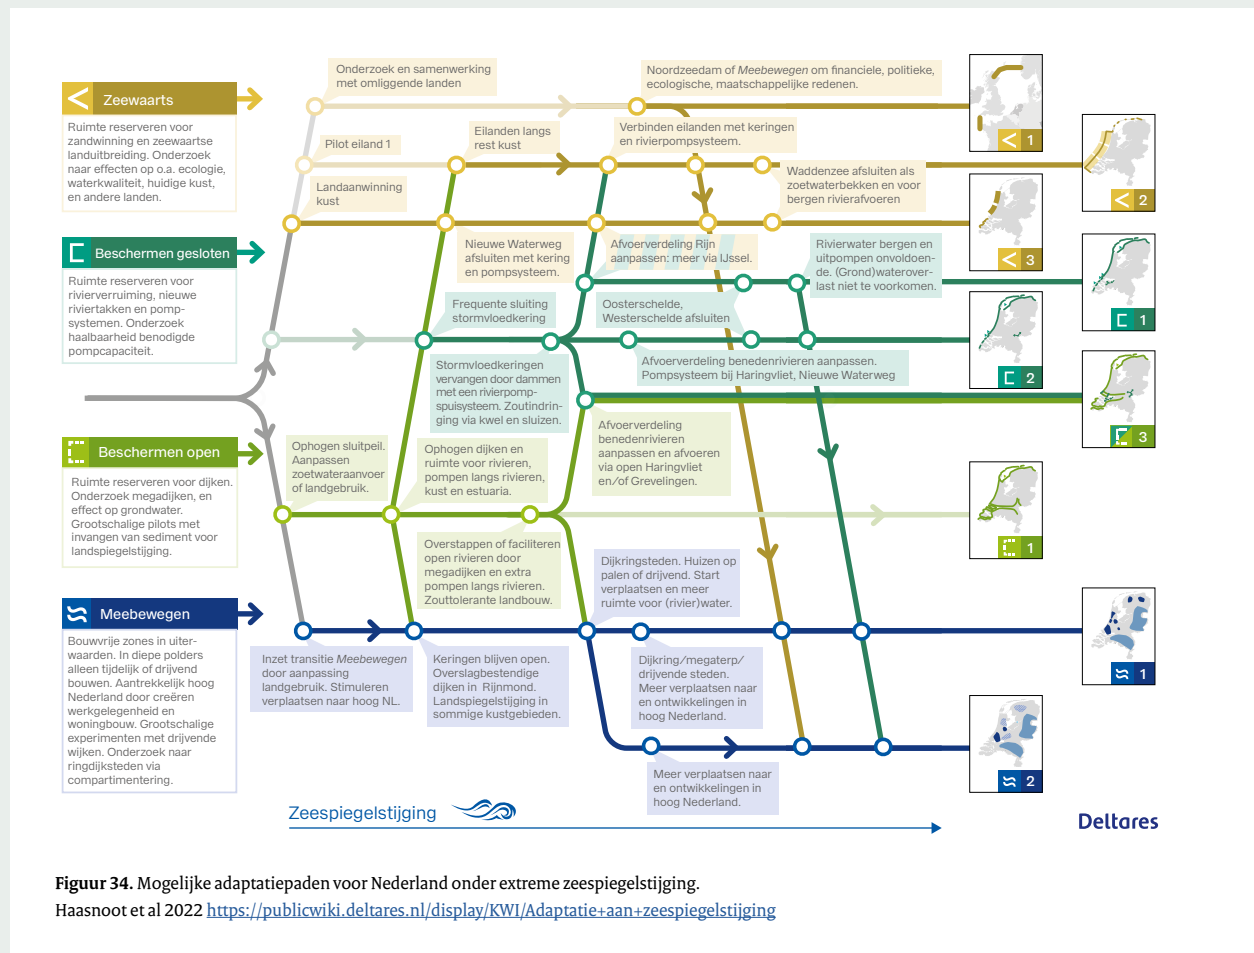 Zeewaarts
Ruimte reserveren voor
zandwinning en zeewaartse
landuitbreiding. Onderzoek
naar effecten op o.a. ecologie,
waterkwaliteit, huidige kust,
en andere landen.
Beschermen gesloten
Ruimte reserveren voor
rivierverruiming, nieuwe
riviertakken en pomp-
systemen. Onderzoek
haalbaarheid benodigde
pompcapaciteit.
Beschermen open
Ruimte reserveren voor dijken.
Onderzoek megadijken, en
effect op grondwater.
Grootschalige pilots met
invangen van sediment voor
landspiegelstijging.
Meebewegen
Bouwvrije zones in uiter-
waarden. In diepe polders
alleen tijdelijk of drijvend
bouwen. Aantrekkelijk hoog
Nederland door creëren
werkgelegenheid en
woningbouw. Grootschalige
experimenten met drijvende
wijken. Onderzoek naar
ringdijksteden via
compartimentering.
Onderzoek en samenwerking
met omliggende landen
Noordzeedam of Meebewegen om financiele, politieke,
ecologische, maatschappelijke redenen.
Pilot eiland 1
Eilanden langs
rest kust
Verbinden eilanden met keringen
en rivierpompsysteem.
Landaanwinning
kust
Waddenzee afsluiten als
zoetwaterbekken en voor
bergen rivierafvoeren
Nieuwe Waterweg
afsluiten met kering
en pompsysteem.
Afvoerverdeling Rijn
aanpassen: meer via IJssel.
Rivierwater bergen en
uitpompen onvoldoen-
de. (Grond)waterover-
last niet te voorkomen.
Frequente sluiting
stormvloedkering
Oosterschelde,
Westerschelde afsluiten
Stormvloedkeringen
vervangen door dammen
met een rivierpomp-
spuisysteem. Zoutindrin-
ging via kwel en sluizen.
Afvoerverdeling benedenrivieren aanpassen.
Pompsysteem bij Haringvliet, Nieuwe Waterweg
Afvoerverdeling
benedenrivieren
aanpassen en afvoeren
via open Haringvliet
en/of Grevelingen.
Ophogen sluitpeil.
Aanpassen
zoetwateraanvoer
of landgebruik.
Ophogen dijken en
ruimte voor rivieren,
pompen langs rivieren,
kust en estuaria.
Overstappen of faciliteren
open rivieren door
megadijken en extra
pompen langs rivieren.
Zouttolerante landbouw.
Dijkringsteden. Huizen op
palen of drijvend. Start
verplaatsen en meer
ruimte voor (rivier)water.
Inzet transitie Meebewegen
door aanpassing
landgebruik. Stimuleren
verplaatsen naar hoog NL.
Keringen blijven open.
Overslagbestendige
dijken in Rijnmond.
Landspiegelstijging in
sommige kustgebieden.
Dijkring/megaterp/
drijvende steden.
Meer verplaatsen naar
en ontwikkelingen in
hoog Nederland.
Meer verplaatsen naar
en ontwikkelingen in
hoog Nederland.
1
2
3
1
2
3
1
1
2
Zeespiegelstijging
Deltares
Figuur 34. Mogelijke adaptatiepaden voor Nederland onder extreme zeespiegelstijging.
Haasnoot et al 2022 https://publicwiki.deltares.nl/display/KWI/Adaptatie+aan+zeespiegelstijging